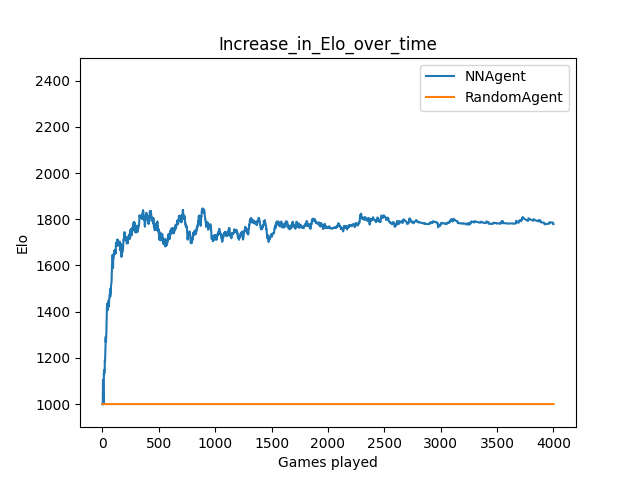 Increase_in_Elo_over_time
NNAgent
RandomAgent
2400
2200
2000
1800
1600
1400
1200
1000
Elo
0 500 1000 1500 2000 2500 3000 3500 4000
Games played